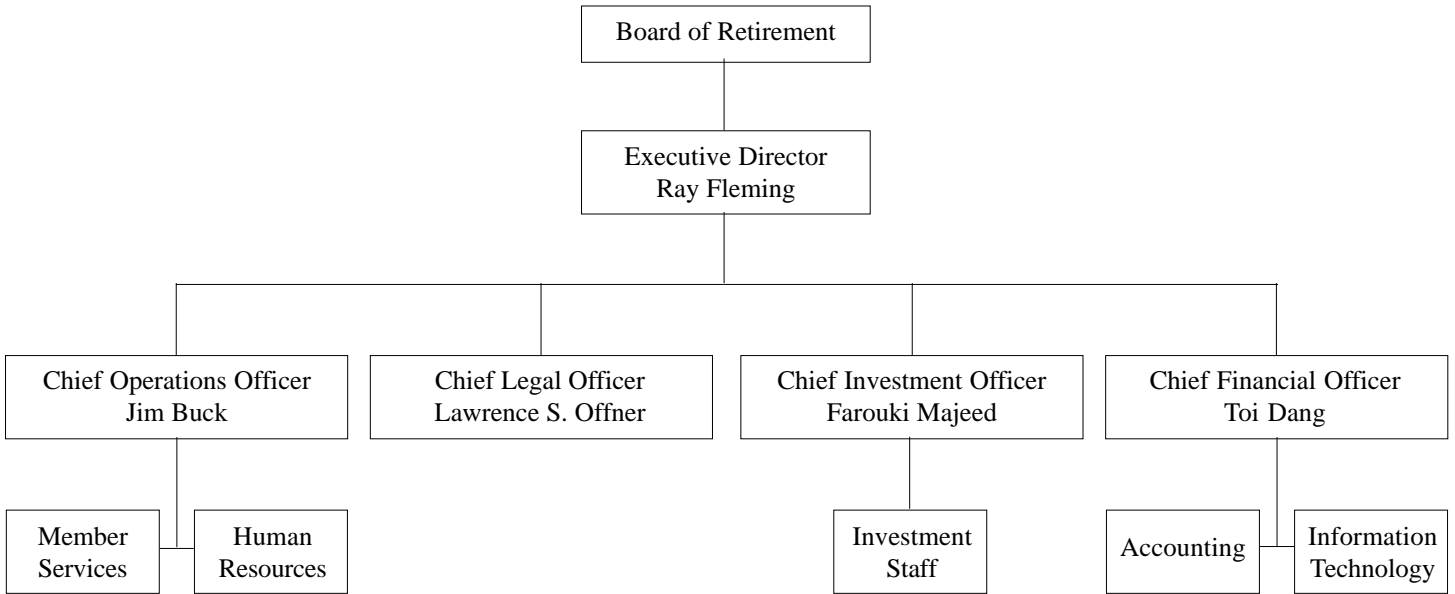 Board of Retirement
Executive Director
Ray Fleming
Chief Operations Officer
Jim Buck
Chief Legal Officer
Lawrence S. Offner
Chief Investment Officer
Farouki Majeed
Chief Financial Officer
Toi Dang
Member
Services
Human
Resources
Investment
Staff
Accounting
Information
Technology